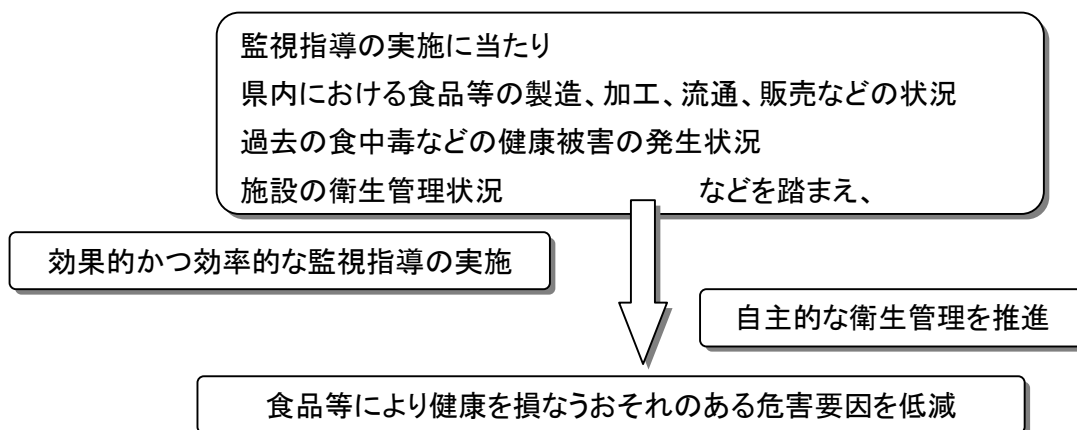 監視指導の実施に当たり
県内における食品等の製造、加工、流通、販売などの状況
過去の食中毒などの健康被害の発生状況
施設の衛生管理状況 などを踏まえ、
効果的かつ効率的な監視指導の実施
自主的な衛生管理を推進
食品等により健康を損なうおそれのある危害要因を低減